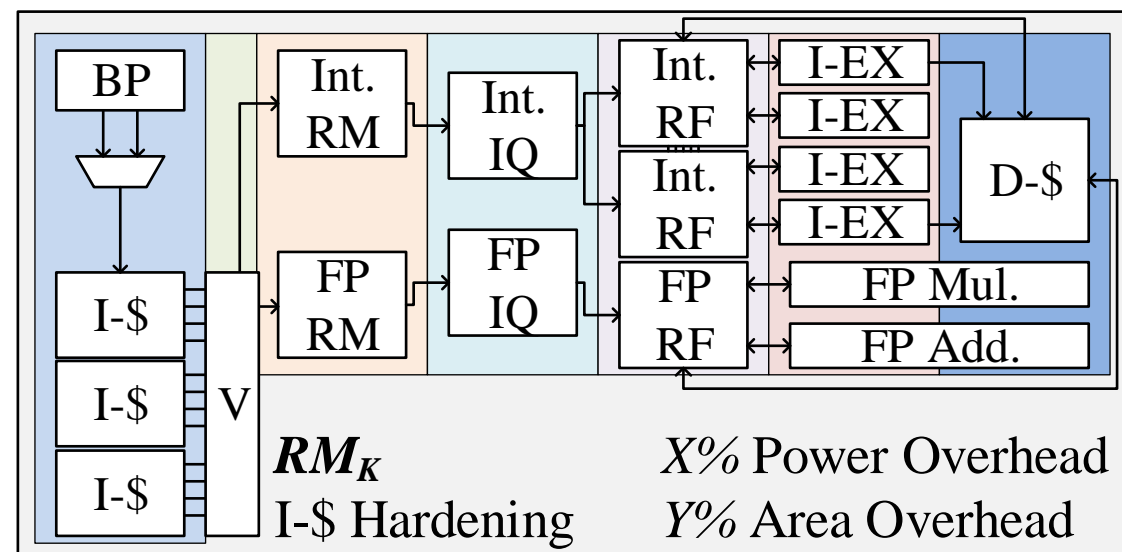 BP
I-$
I-$
I-$
V
Int.
RM
FP
RM
Int.
IQ
FP
IQ
Int.
RF
Int.
RF
FP
RF
I-EX
I-EX
I-EX
I-EX
FP Mul.
FP Add.
D-$
RM_K
I-$ Hardening
X% Power Overhead
Y% Area Overhead